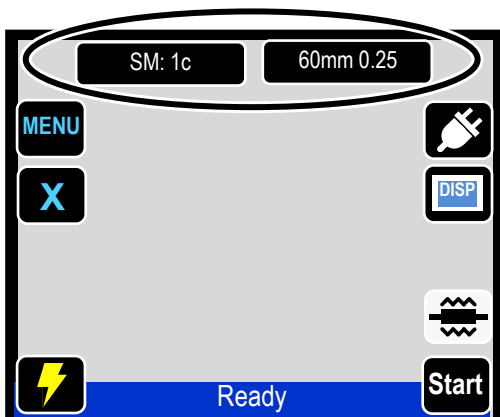 SM: 1c
60mm 0.25
MENU
X
DISP
Start
Ready